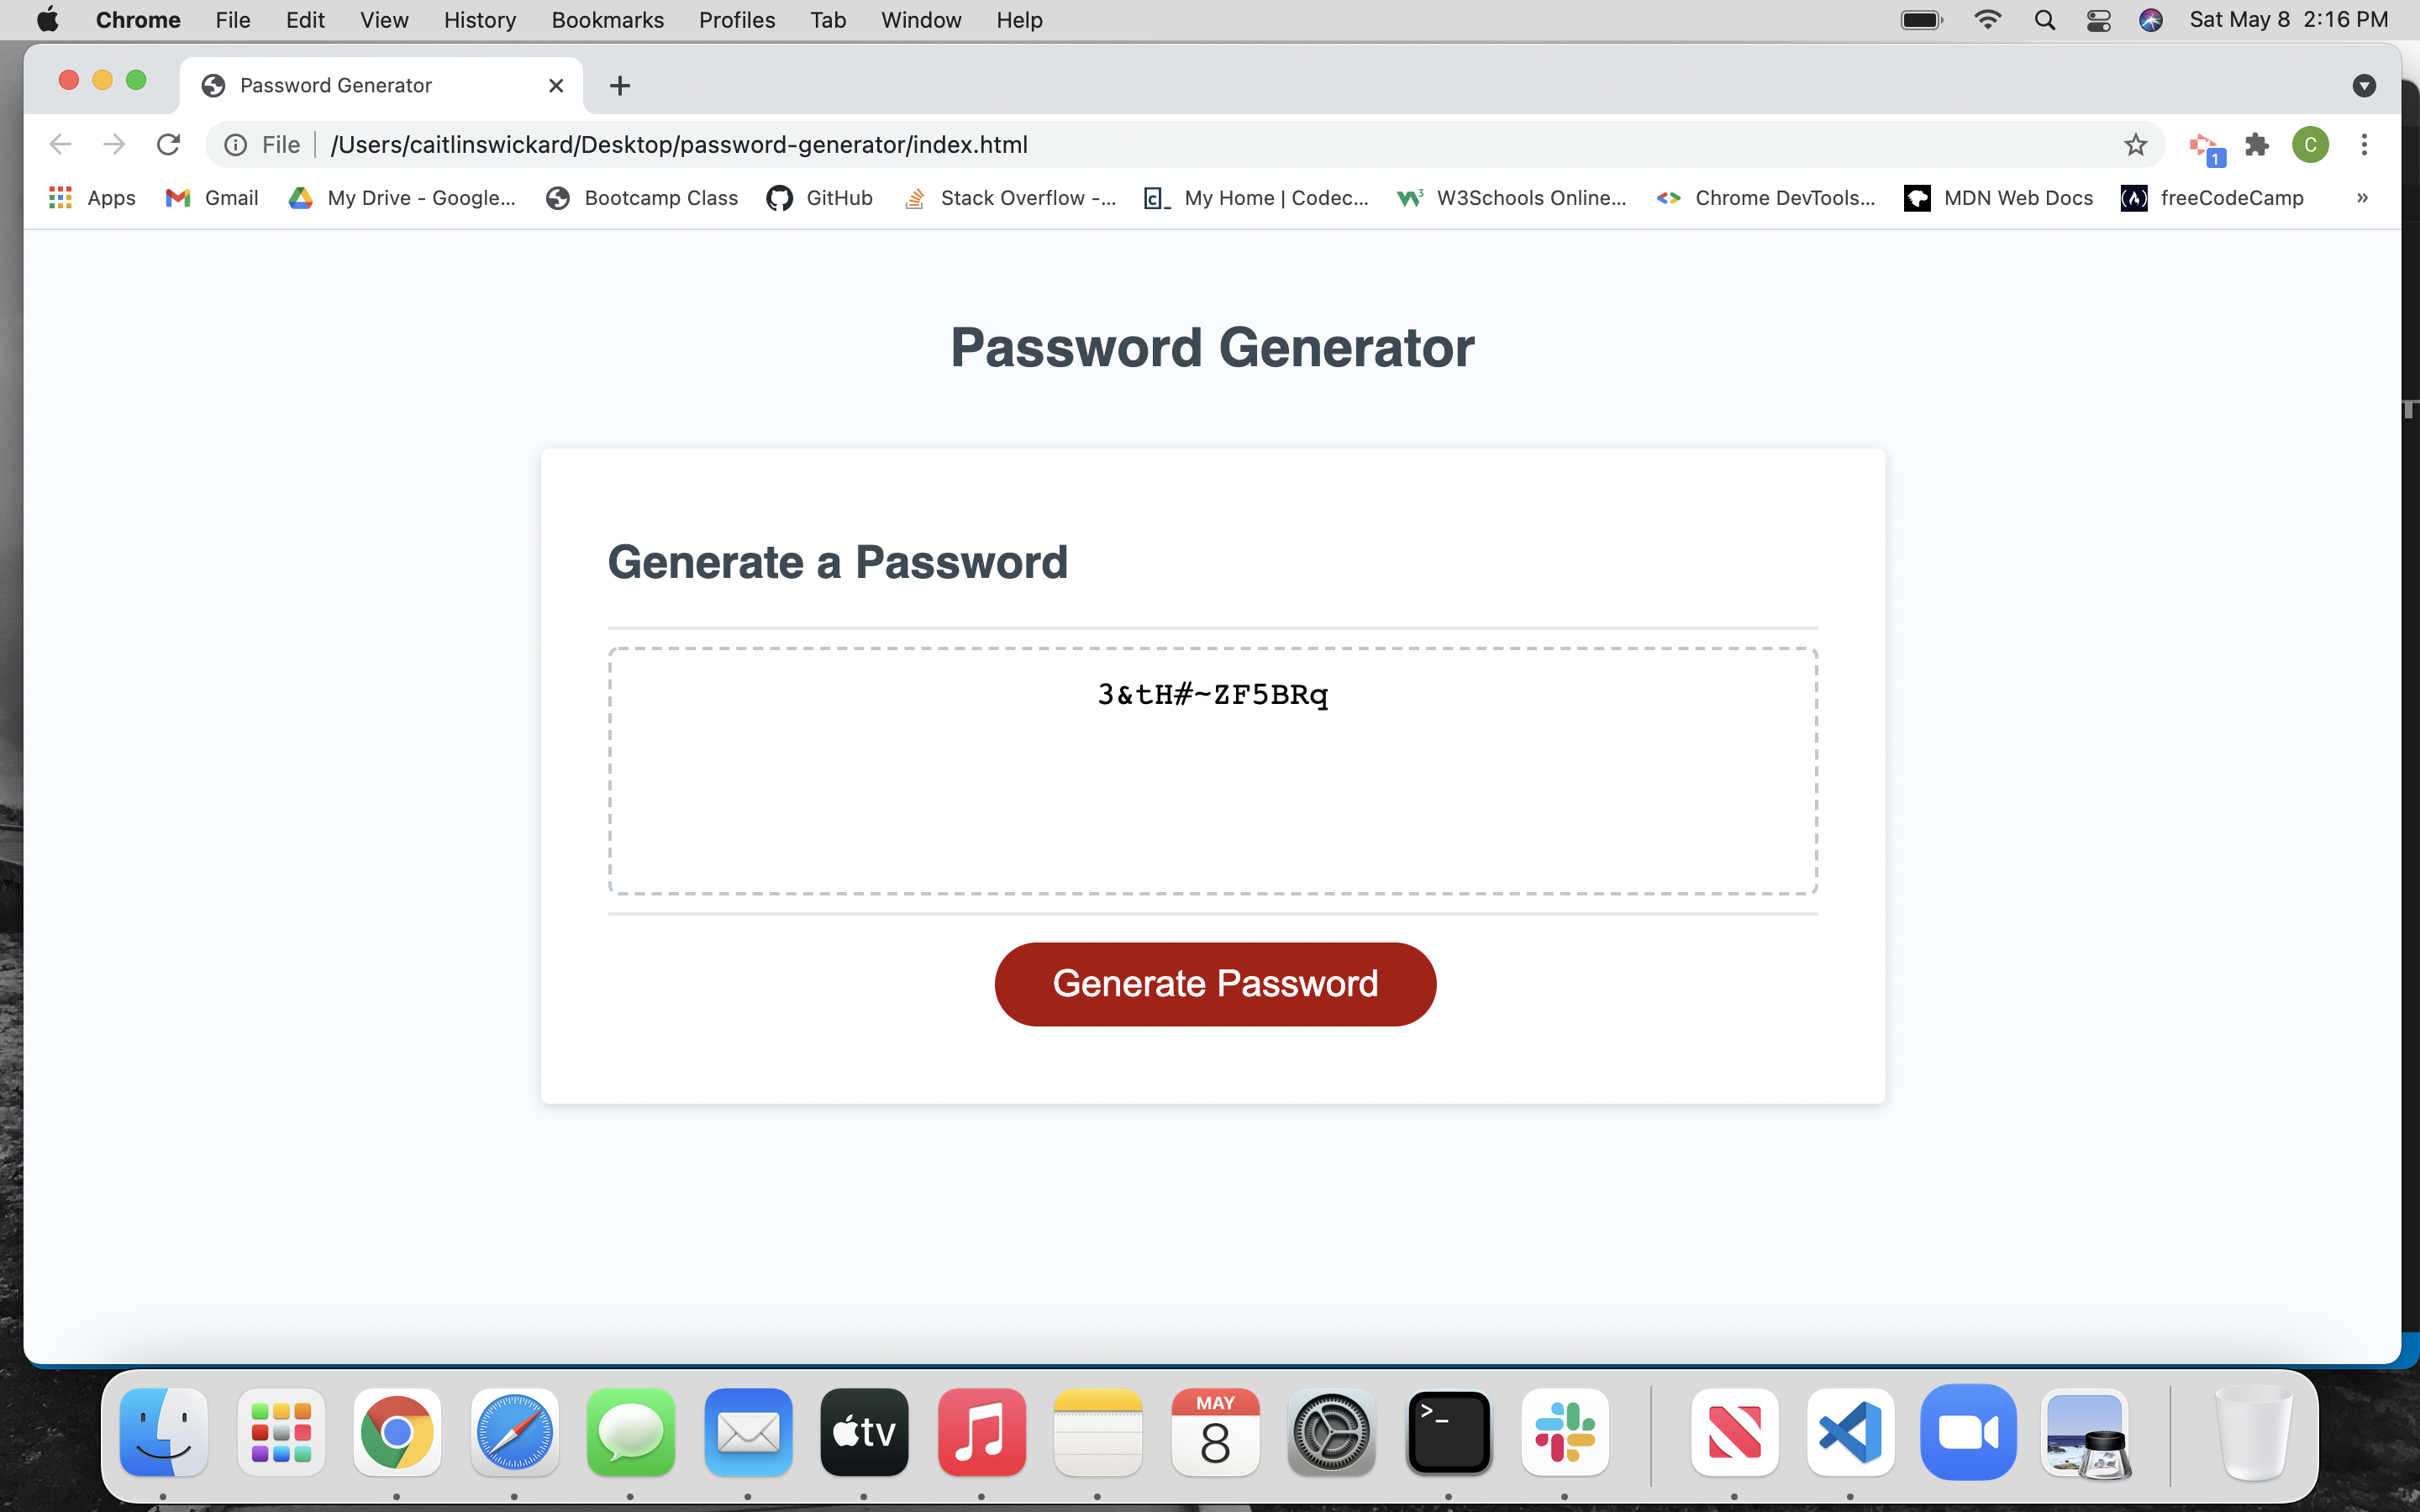 Chrome File Edit View History Bookmarks Profiles Tab Window Help Sat May 8 2:16 PM
Password Generator
File /Users/caitlinswickard/Desktop/password-generator/index.html C 1
Apps Gmail My Drive - Google... Bootcamp Class GitHub Stack Overflow -... My Home | Codec... W3Schools Online... Chrome DevTools... MDN Web Docs freeCodeCamp »
Password Generator
Generate a Password
3&tH#~ZF5BRq
Generate Password
tv MAY 8 >_